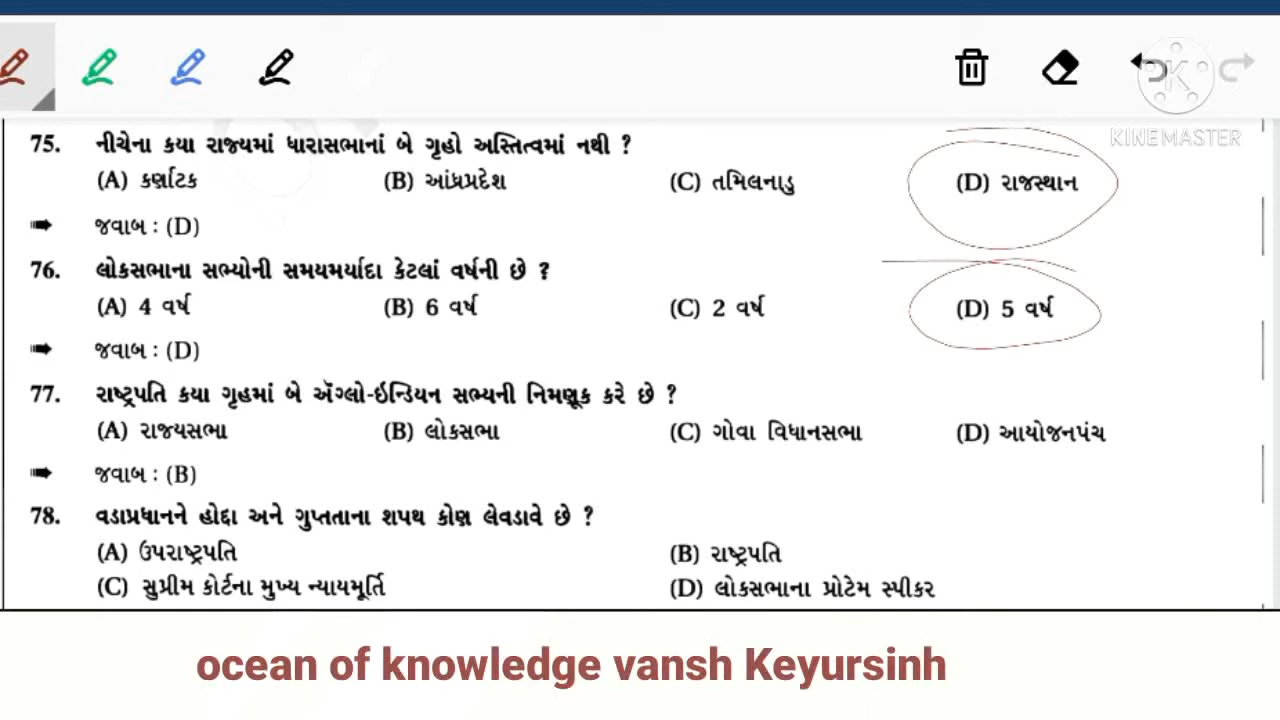 KINEMASTER
75. નીચેના કયા રાજ્યમાં ધારાસભાનાં બે ગૃહો અસ્તિત્વમાં નથી ?
(A) કર્ણાટક (B) આંધ્રપ્રદેશ (C) તમિલનાડુ (D) રાજસ્થાન
➠ જવાબ : (D)
76. લોકસભાના સભ્યોની સમયમર્યાદા કેટલાં વર્ષની છે ?
(A) 4 વર્ષ (B) 6 વર્ષ (C) 2 વર્ષ (D) 5 વર્ષ
➠ જવાબ : (D)
77. રાષ્ટ્રપતિ કયા ગૃહમાં બે ઍંગ્લો-ઇન્ડિયન સભ્યની નિમણૂક કરે છે ?
(A) રાજ્યસભા (B) લોકસભા (C) ગોવા વિધાનસભા (D) આયોજનપંચ
➠ જવાબ : (B)
78. વડાપ્રધાનને હોદ્દા અને ગુપ્તતાના શપથ કોણ લેવડાવે છે ?
(A) ઉપરાષ્ટ્રપતિ (B) રાષ્ટ્રપતિ
(C) સુપ્રીમ કોર્ટના મુખ્ય ન્યાયમૂર્તિ (D) લોકસભાના પ્રોટેમ સ્પીકર
ocean of knowledge vansh Keyursinh